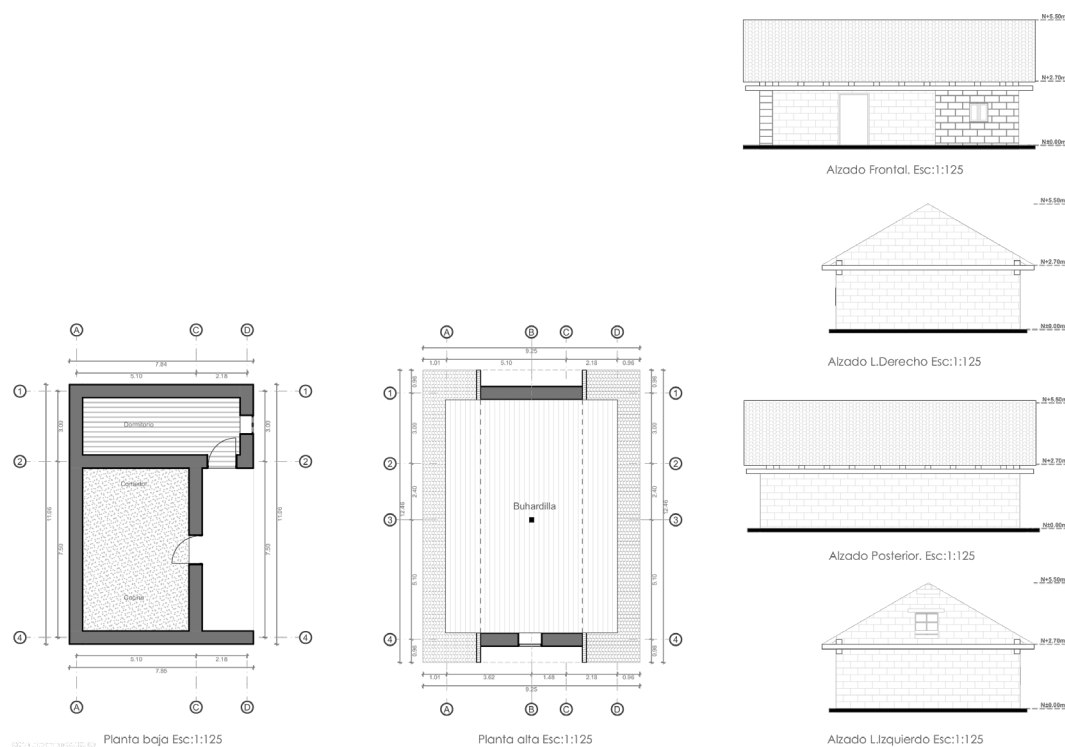 N+5.50m
N+2.70m
N±0.00m
Alzado Frontal. Esc:1:125
N+5.50m
N+2.70m
N±0.00m
Alzado L.Derecho Esc:1:125
N+5.50m
N+2.70m
N±0.00m
Alzado Posterior. Esc:1:125
N+5.50m
N+2.70m
N±0.00m
Alzado L.Izquierdo Esc:1:125
A C D
7.84
5.10 2.18
1 1
Dormitorio
3.00 3.00
2 2
Comedor
11.06 11.06
7.50 7.50
Cocina
4 4
5.10 2.18
7.95
A C D
Planta baja Esc:1:125
A B C D
9.25
1.01 5.10 2.18 0.96
0.96 0.96
1 1
3.00 3.00
2 2
2.40 2.40
12.46 12.46
Buhardilla
3 3
5.10 5.10
4 4
0.96 0.96
1.01 3.62 1.48 2.18 0.96
9.25
A B C D
Planta alta Esc:1:125